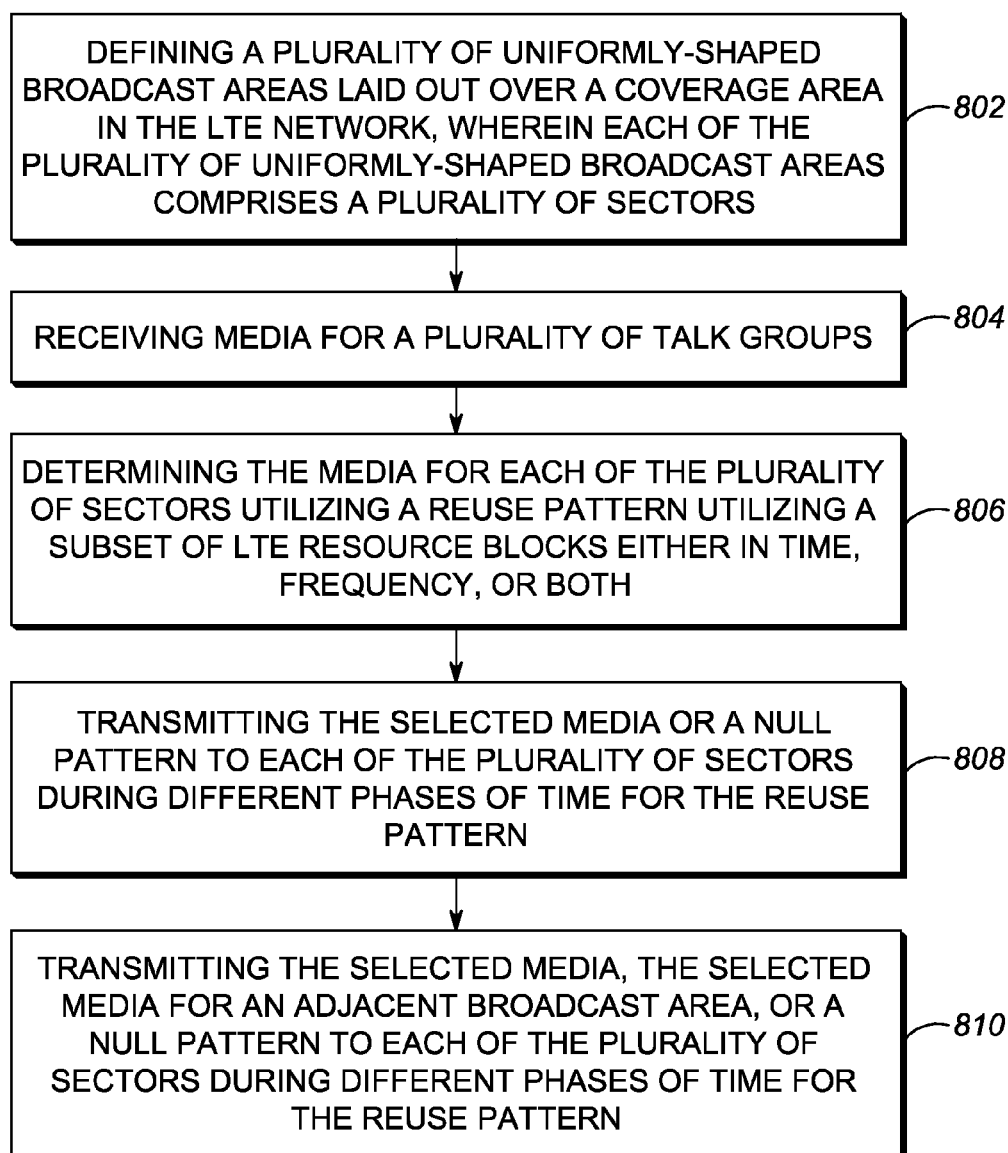 DEFINING A PLURALITY OF UNIFORMLY-SHAPED
BROADCAST AREAS LAID OUT OVER A COVERAGE AREA
IN THE LTE NETWORK, WHEREIN EACH OF THE
PLURALITY OF UNIFORMLY-SHAPED BROADCAST AREAS
COMPRISES A PLURALITY OF SECTORS
802
RECEIVING MEDIA FOR A PLURALITY OF TALK GROUPS
804
DETERMINING THE MEDIA FOR EACH OF THE PLURALITY
OF SECTORS UTILIZING A REUSE PATTERN UTILIZING A
SUBSET OF LTE RESOURCE BLOCKS EITHER IN TIME,
FREQUENCY, OR BOTH
806
TRANSMITTING THE SELECTED MEDIA OR A NULL
PATTERN TO EACH OF THE PLURALITY OF SECTORS
DURING DIFFERENT PHASES OF TIME FOR THE REUSE
PATTERN
808
TRANSMITTING THE SELECTED MEDIA, THE SELECTED
MEDIA FOR AN ADJACENT BROADCAST AREA, OR A
NULL PATTERN TO EACH OF THE PLURALITY OF
SECTORS DURING DIFFERENT PHASES OF TIME FOR
THE REUSE PATTERN
810